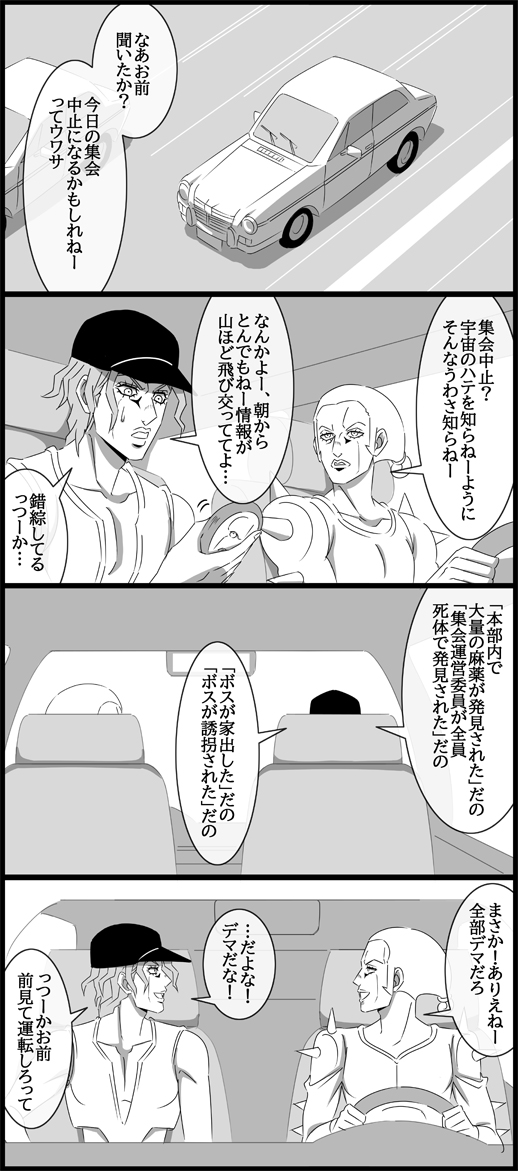 なあお前
聞いたか？
今日の集会
中止になるかもしれねー
ってウワサ
集会中止？
宇宙のハテを知らねーように
そんなうわさ知らねー
なんかよー、朝から
とんでもねー情報が
山ほど飛び交っててよ…
錯綜してる
っつーか…
「本部内で
大量の麻薬が発見された」だの
「集会運営委員が全員
死体で発見された」だの
「ボスが家出した」だの
「ボスが誘拐された」だの
まさか！ありえねー
全部デマだろ
…だよな！
デマだな！
っつーかお前
前見て運転しろって